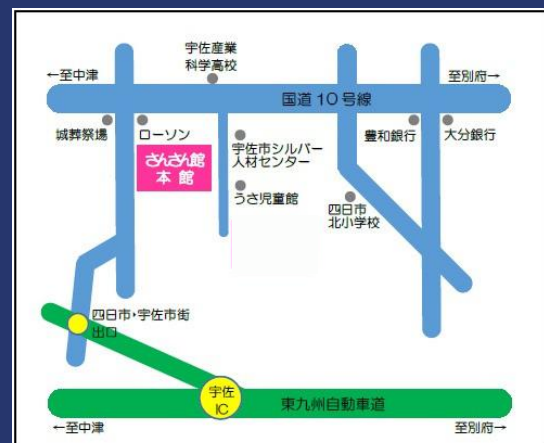 宇佐産業
科学高校
←至中津
至別府→
国道10号線
城葬祭場
ローソン
さんさん館
本館
宇佐市シルバー
人材センター
うさ児童館
豊和銀行
大分銀行
四日市
北小学校
四日市・宇佐市街
出口
宇佐
IC
東九州自動車道
←至中津
至別府→